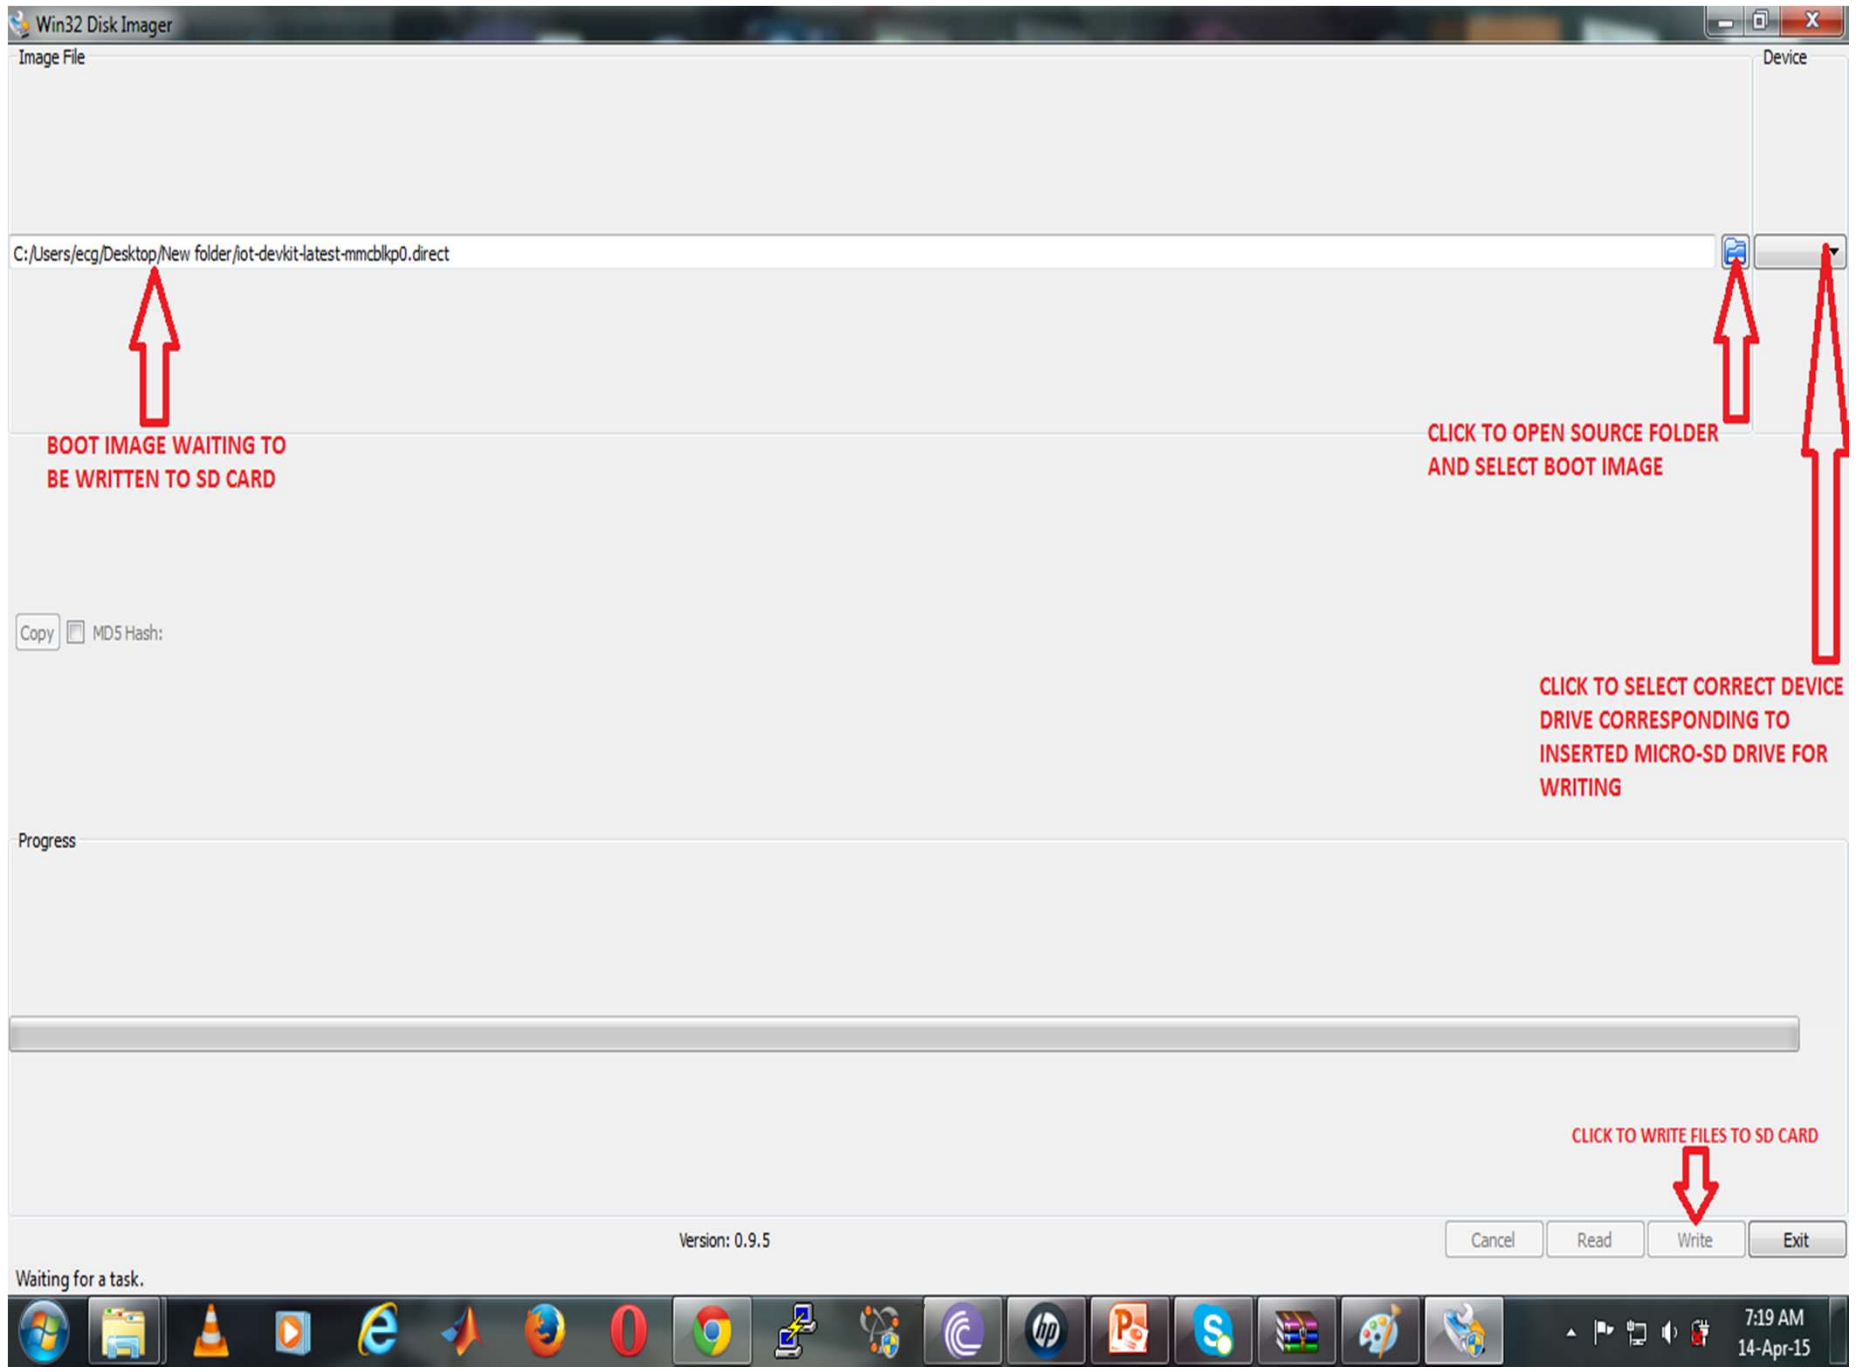 Win32 Disk Imager
Image File
Device
C:/Users/ecg/Desktop/New folder/iot-devkit-latest-mmcblkp0.direct
BOOT IMAGE WAITING TO
BE WRITTEN TO SD CARD
CLICK TO OPEN SOURCE FOLDER
AND SELECT BOOT IMAGE
Copy MD5 Hash:
CLICK TO SELECT CORRECT DEVICE
DRIVE CORRESPONDING TO
INSERTED MICRO-SD DRIVE FOR
WRITING
Progress
CLICK TO WRITE FILES TO SD CARD
Version: 0.9.5
Cancel Read Write Exit
Waiting for a task.
7:19 AM
14-Apr-15